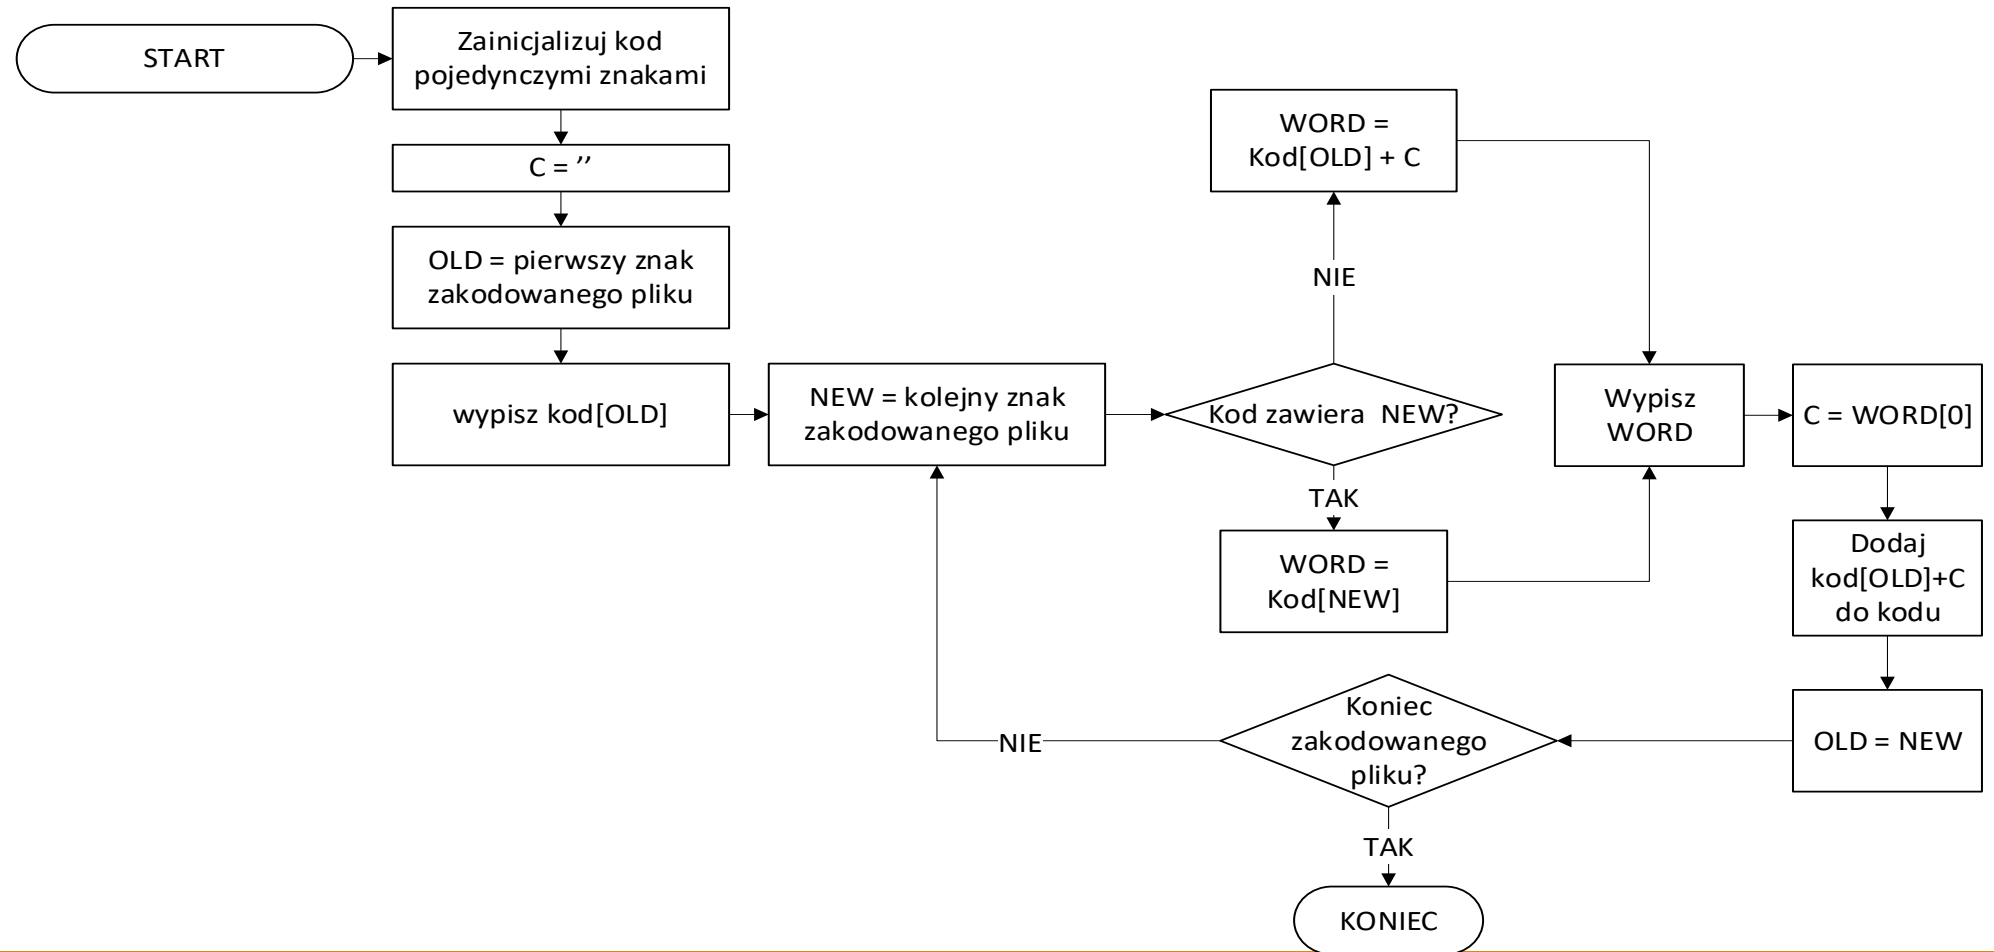 START
Zainicjalizuj kod
pojedynczymi znakami
C = ’’
OLD = pierwszy znak
zakodowanego pliku
wypisz kod[OLD]
NEW = kolejny znak
zakodowanego pliku
Kod zawiera NEW?
NIE
WORD =
Kod[OLD] + C
TAK
WORD =
Kod[NEW]
Wypisz
WORD
C = WORD[0]
Dodaj
kod[OLD]+C
do kodu
OLD = NEW
Koniec
zakodowanego
pliku?
NIE
TAK
KONIEC